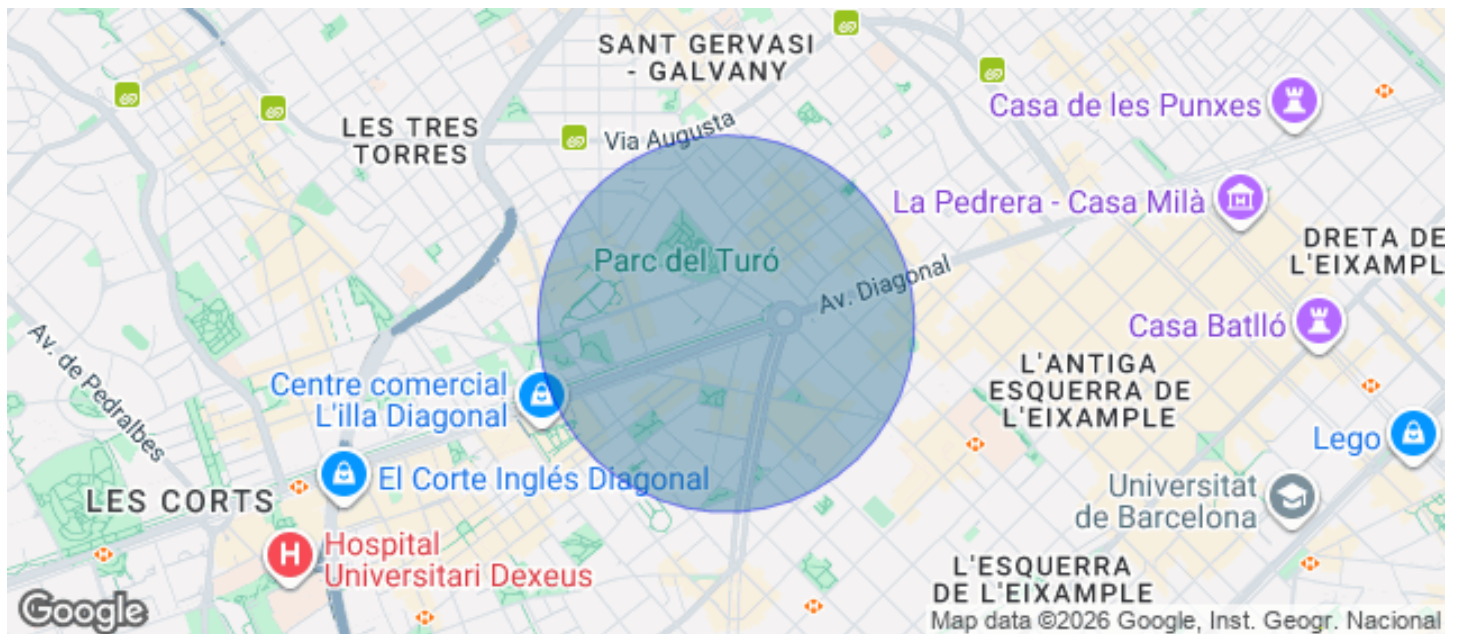 SANT GERVASI
- GALVANY
Casa de les Punxes
LES TRES
TORRES
Via Augusta
La Pedrera - Casa Milà
DRETA DE
L'EIXAMPL
Parc del Turó
Av. Diagonal
Casa Batlló
Av. de Pedralbes
L'ANTIGA
ESQUERRA DE
L'EIXAMPLE
Centre comercial
L'illa Diagonal
Lego
El Corte Inglés Diagonal
LES CORTS
Universitat
de Barcelona
H
Hospital
Universitari Dexeus
L'ESQUERRA
DE L'EIXAMPLE
Google
Map data ©2026 Google, Inst. Geogr. Nacional